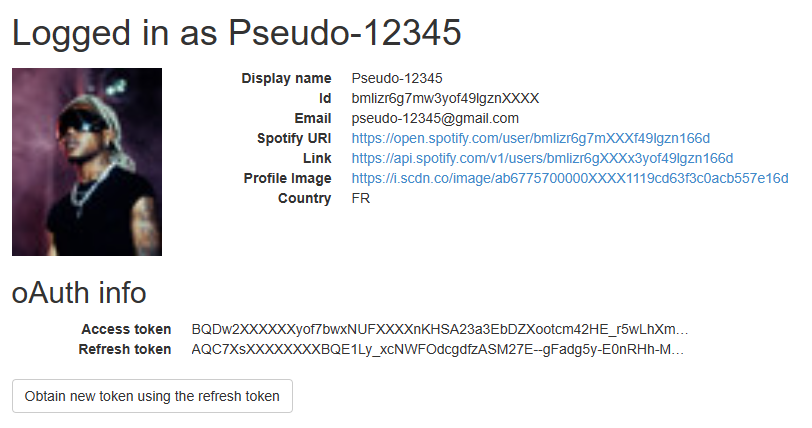 Logged in as Pseudo-12345
Display name Pseudo-12345
Id bmlizr6g7mw3yof49lgznXXXX
Email pseudo-12345@gmail.com
Spotify URI https://open.spotify.com/user/bmlizr6g7mXXXf49lgzn166d
Link https://api.spotify.com/v1/users/bmlizr6gXXXx3yof49lgzn166d
Profile Image https://i.scdn.co/image/ab6775700000XXXX1119cd63f3c0acb557e16d
Country FR
oAuth info
Access token BQDw2XXXXXXyof7bwxNUFXXXXnKHSA23a3EbDZXootcm42HE_r5wLhXm…
Refresh token AQC7XsXXXXXXXXBQE1Ly_xcNWFOdcgdfzASM27E--gFadg5y-E0nRHh-M…
Obtain new token using the refresh token